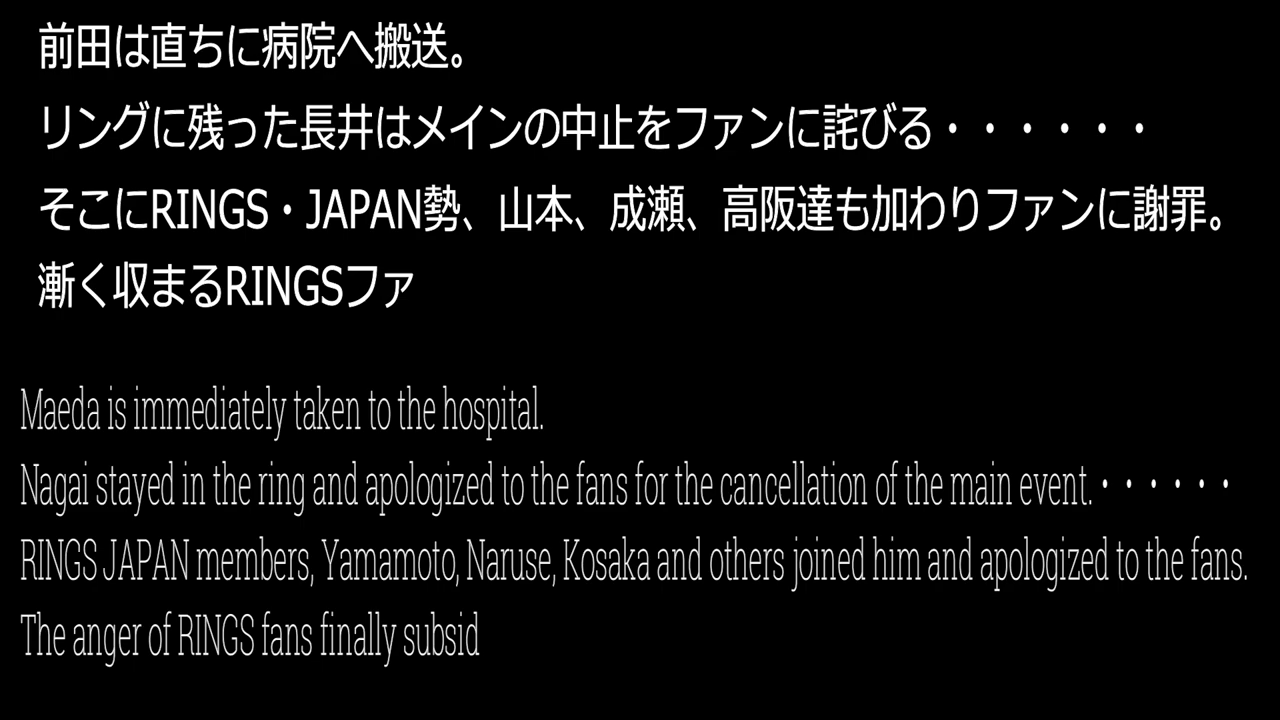 前田は直ちに病院へ搬送。
リングに残った長井はメインの中止をファンに詫びる・・・・・・
そこにRINGS・JAPAN勢、山本、成瀬、高阪達も加わりファンに謝罪。
漸く収まるRINGSファ
Maeda is immediately taken to the hospital.
Nagai stayed in the ring and apologized to the fans for the cancellation of the main event.・・・・・・
RINGS JAPAN members, Yamamoto, Naruse, Kosaka and others joined him and apologized to the fans.
The anger of RINGS fans finally subsid